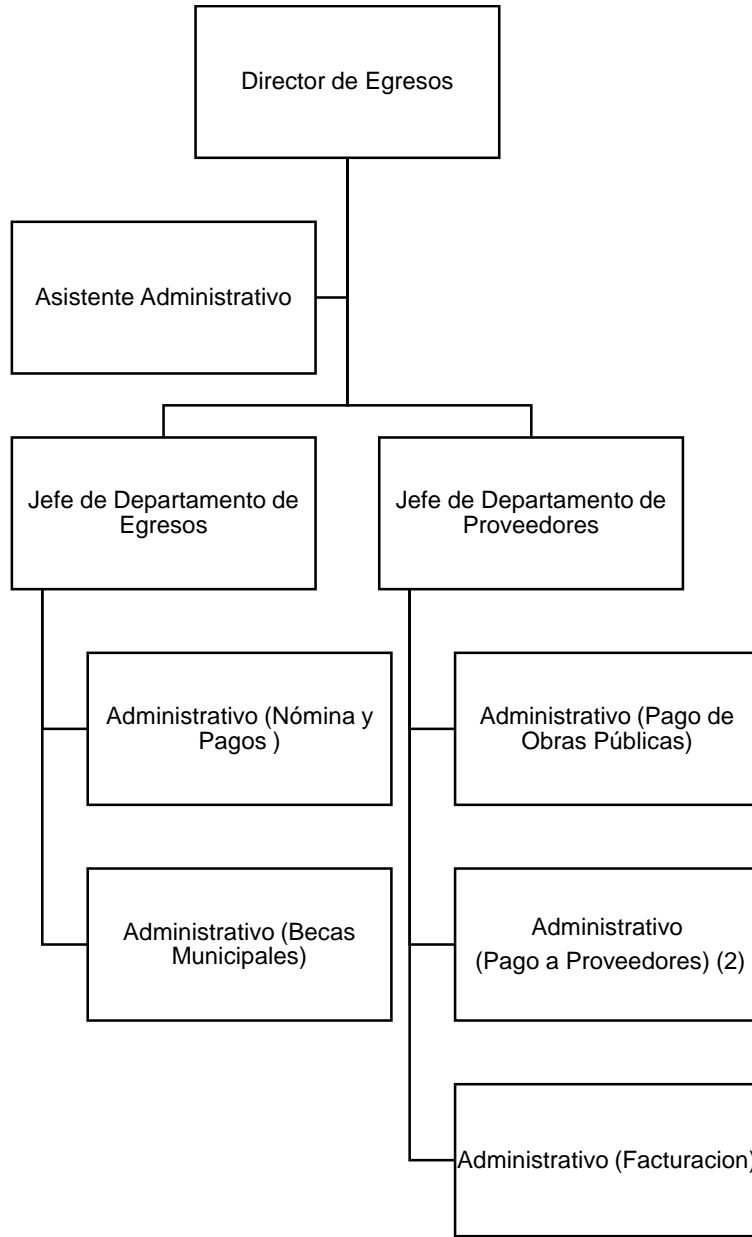 Director de Egresos
Asistente Administrativo
Jefe de Departamento de
Egresos
Jefe de Departamento de
Proveedores
Administrativo (Nómina y
Pagos )
Administrativo (Becas
Municipales)
Administrativo (Pago de
Obras Públicas)
Administrativo
(Pago a Proveedores) (2)
Administrativo (Facturacion)